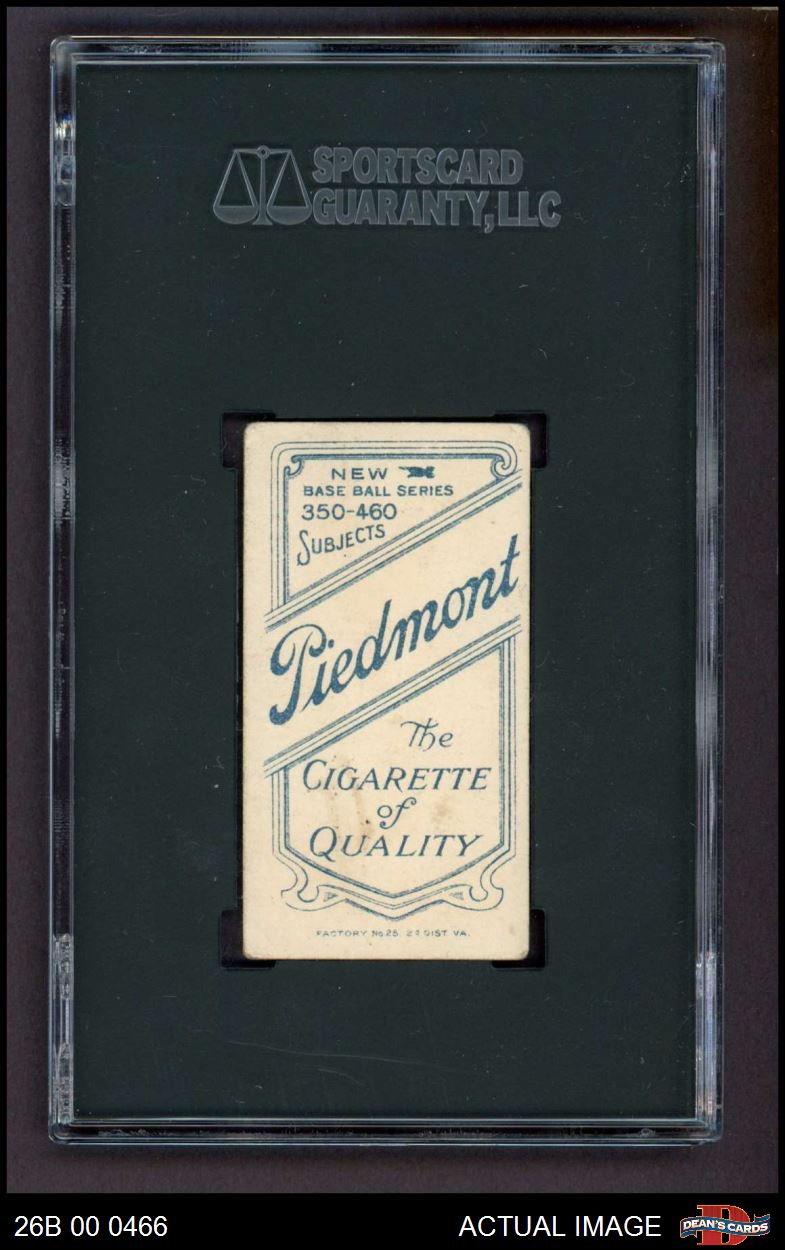 SPORTSCARD
GUARANTY, LLC
NEW
BASE BALL SERIES
350-460
SUBJECTS
Piedmont
The
CIGARETTE
of
QUALITY
FACTORY No 25. 2d DIST. VA.
26B 00 0466
ACTUAL IMAGE
DEAN'S CARDS